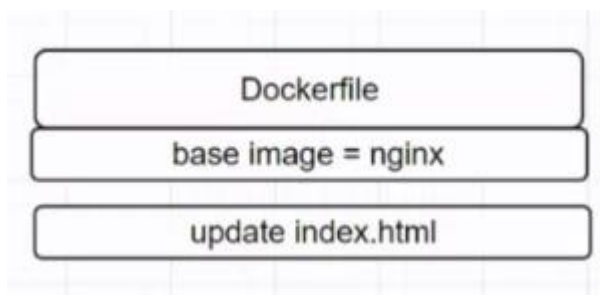 Dockerfile
base image = nginx
update index.html